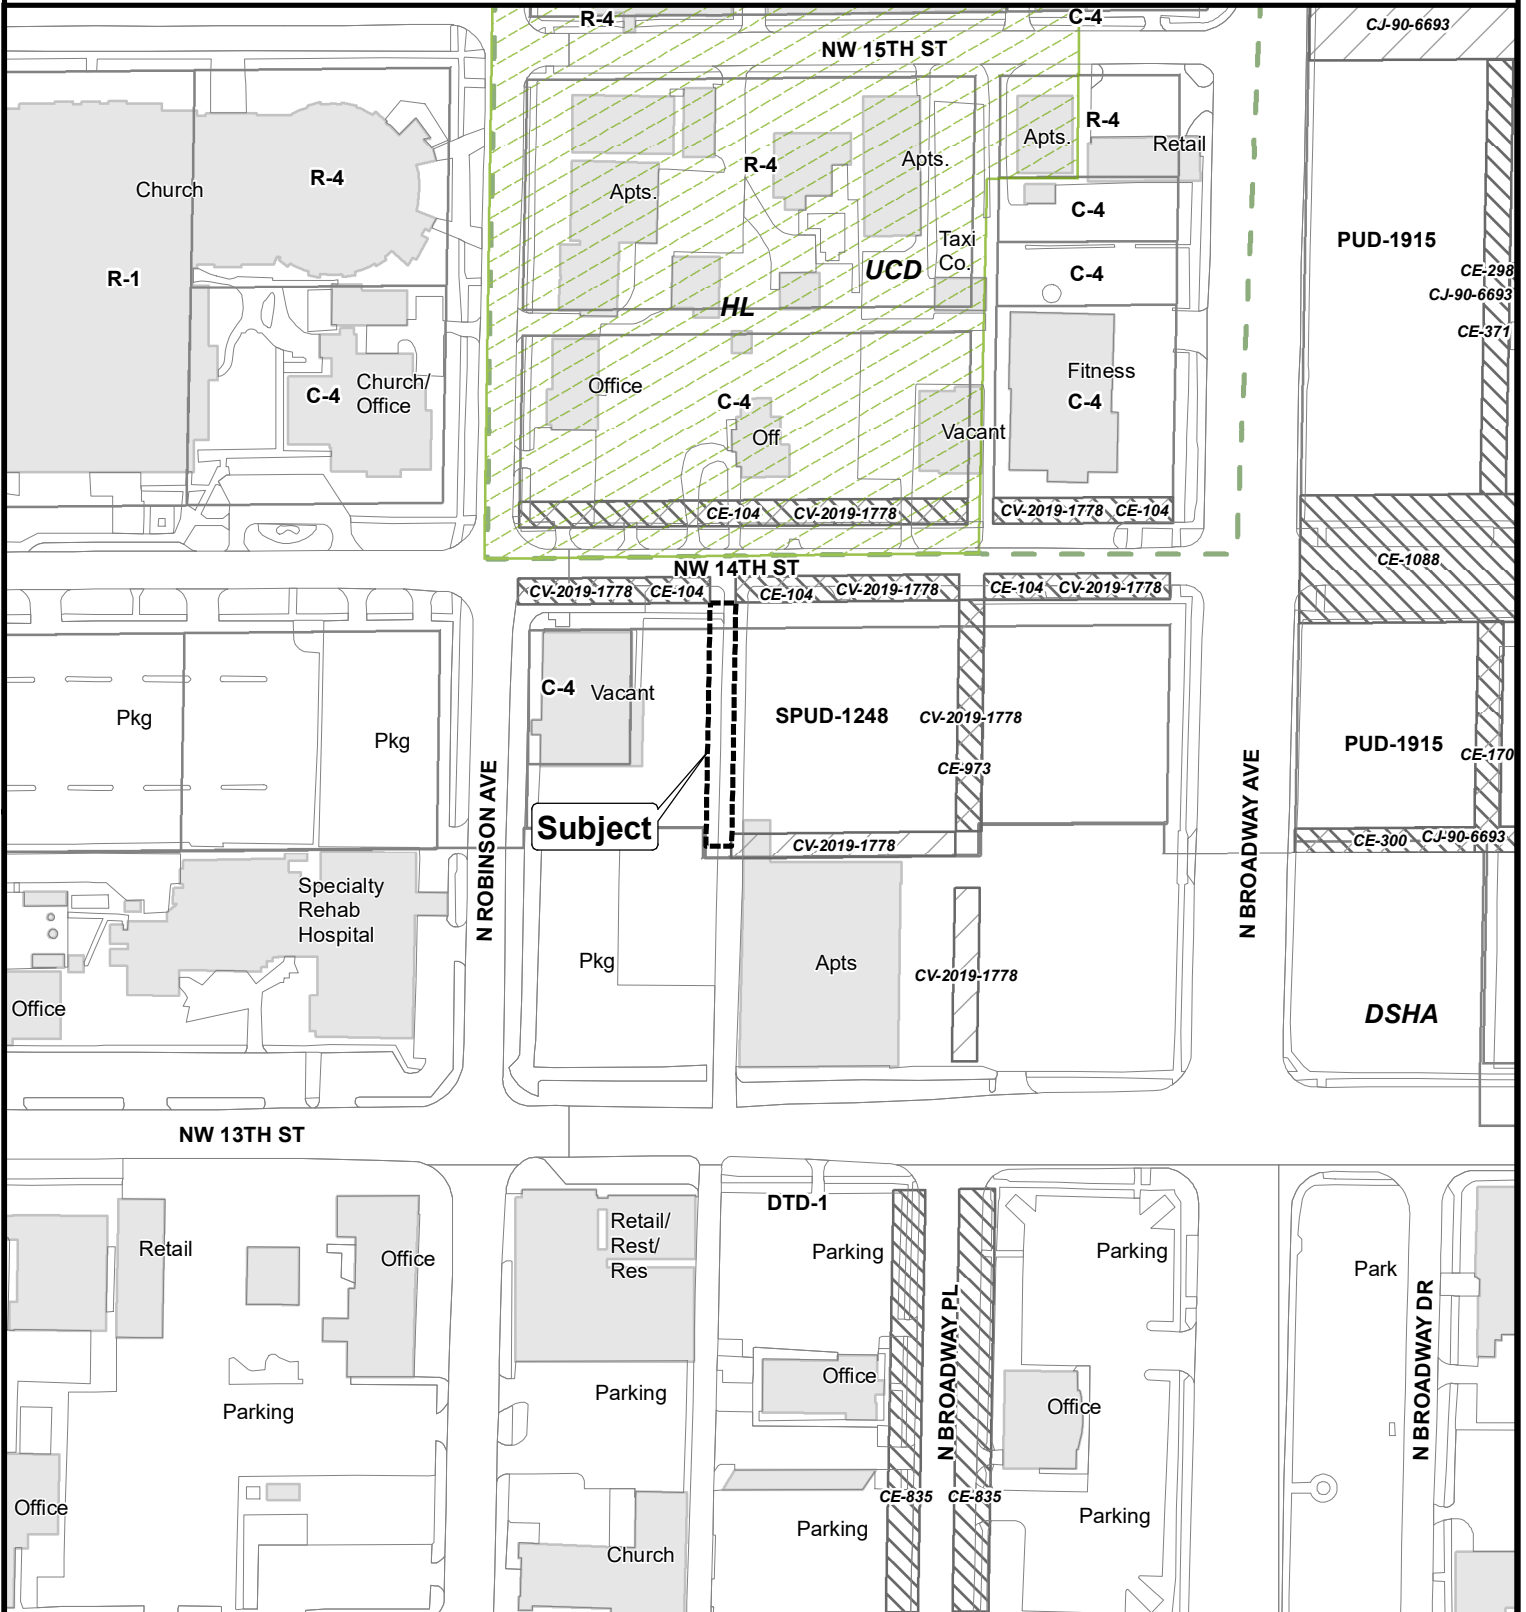 R-4
C-4
CJ-90-6693
NW 15TH ST
Church
R-4
R-1
Apts.
R-4
Apts.
Apts.
R-4
Retail
C-4
Taxi
Co.
UCD
HL
C-4
PUD-1915
CE-298
CJ-90-6693
CE-371
C-4
Church/
Office
Office
C-4
Off
Vacant
Fitness
C-4
CE-104
CV-2019-1778
CV-2019-1778
CE-104
CE-1088
NW 14TH ST
CV-2019-1778
CE-104
CE-104
CV-2019-1778
CE-104
CV-2019-1778
Pkg
Pkg
C-4
Vacant
SPUD-1248
CV-2019-1778
CE-973
PUD-1915
CE-170
Subject
CV-2019-1778
CE-300
CJ-90-6693
N ROBINSON AVE
N BROADWAY AVE
Specialty
Rehab
Hospital
Office
Pkg
Apts
CV-2019-1778
DSHA
NW 13TH ST
DTD-1
Retail
Office
Retail/
Rest/
Res
Parking
Parking
Park
N BROADWAY PL
N BROADWAY DR
Parking
Parking
Office
Office
Office
CE-835
CE-835
Parking
Parking
Church